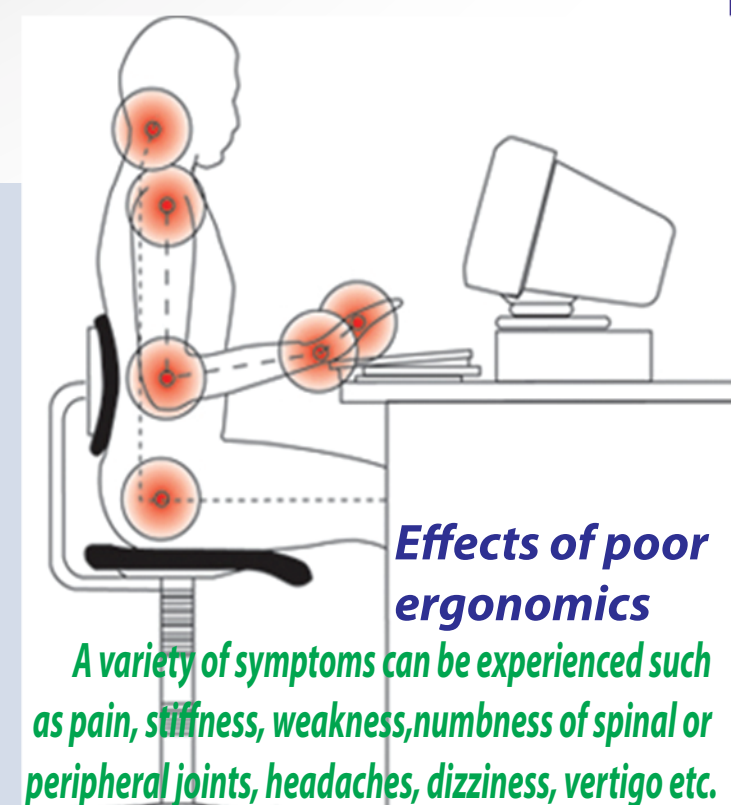 Effects of poor
ergonomics
A variety of symptoms can be experienced such
as pain, stiffness, weakness,numbness of spinal or
peripheral joints, headaches, dizziness, vertigo etc.